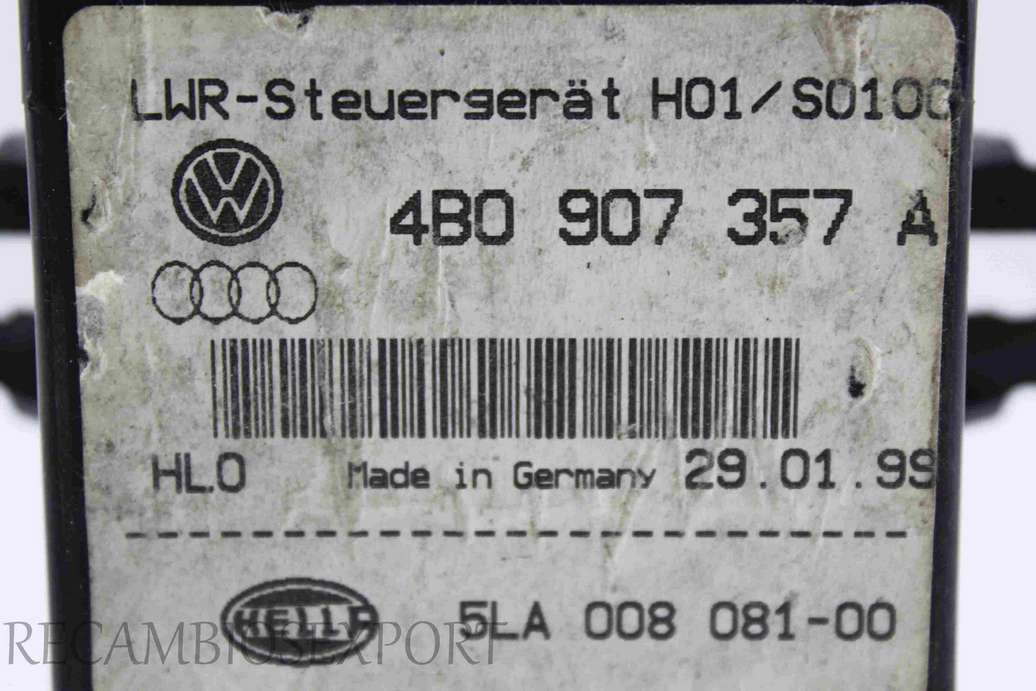 LWR-Steuergerät H01/S0100
4B0 907 357 A
HLO Made in Germany 29.01.99
HELLA 5LA 008 081-00
RECAMBIOSEXPORT